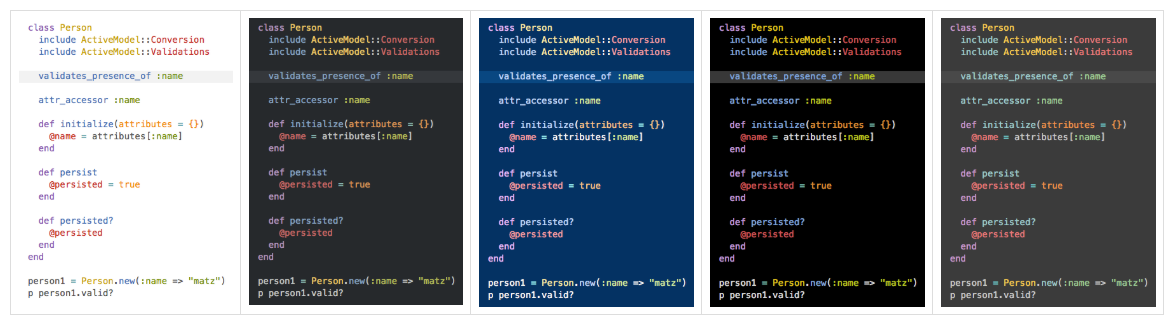 class Person
  include ActiveModel::Conversion
  include ActiveModel::Validations

  validates_presence_of :name

  attr_accessor :name

  def initialize(attributes = {})
    @name = attributes[:name]
  end

  def persist
    @persisted = true
  end

  def persisted?
    @persisted
  end
end

person1 = Person.new(:name => "matz")
p person1.valid?

class Person
  include ActiveModel::Conversion
  include ActiveModel::Validations

  validates_presence_of :name

  attr_accessor :name

  def initialize(attributes = {})
    @name = attributes[:name]
  end

  def persist
    @persisted = true
  end

  def persisted?
    @persisted
  end
end

person1 = Person.new(:name => "matz")
p person1.valid?

class Person
  include ActiveModel::Conversion
  include ActiveModel::Validations

  validates_presence_of :name

  attr_accessor :name

  def initialize(attributes = {})
    @name = attributes[:name]
  end

  def persist
    @persisted = true
  end

  def persisted?
    @persisted
  end
end

person1 = Person.new(:name => "matz")
p person1.valid?

class Person
  include ActiveModel::Conversion
  include ActiveModel::Validations

  validates_presence_of :name

  attr_accessor :name

  def initialize(attributes = {})
    @name = attributes[:name]
  end

  def persist
    @persisted = true
  end

  def persisted?
    @persisted
  end
end

person1 = Person.new(:name => "matz")
p person1.valid?

class Person
  include ActiveModel::Conversion
  include ActiveModel::Validations

  validates_presence_of :name

  attr_accessor :name

  def initialize(attributes = {})
    @name = attributes[:name]
  end

  def persist
    @persisted = true
  end

  def persisted?
    @persisted
  end
end

person1 = Person.new(:name => "matz")
p person1.valid?